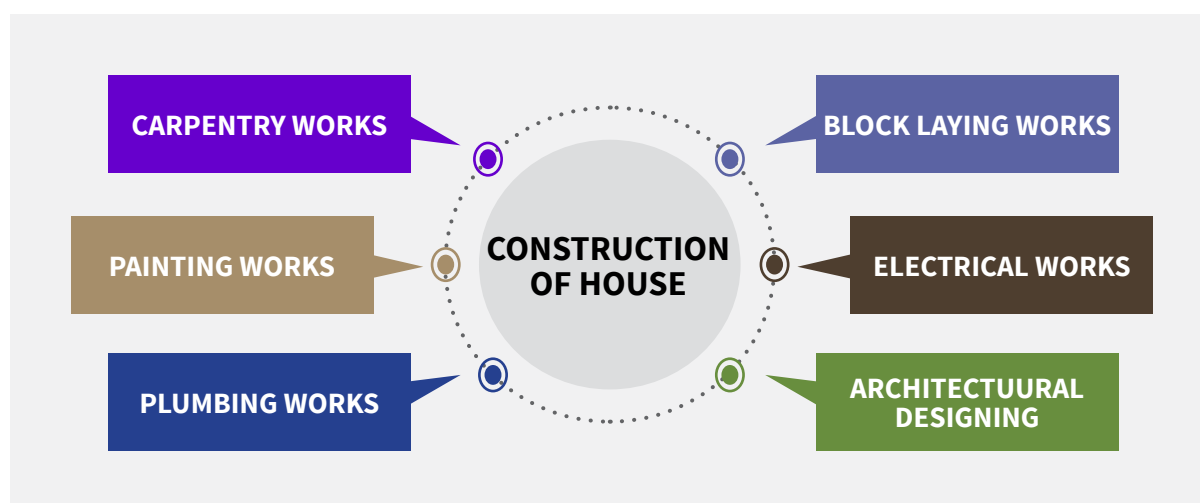 CARPENTRY WORKS
BLOCK LAYING WORKS
PAINTING WORKS
CONSTRUCTION
OF HOUSE
ELECTRICAL WORKS
PLUMBING WORKS
ARCHITECTUURAL
DESIGNING